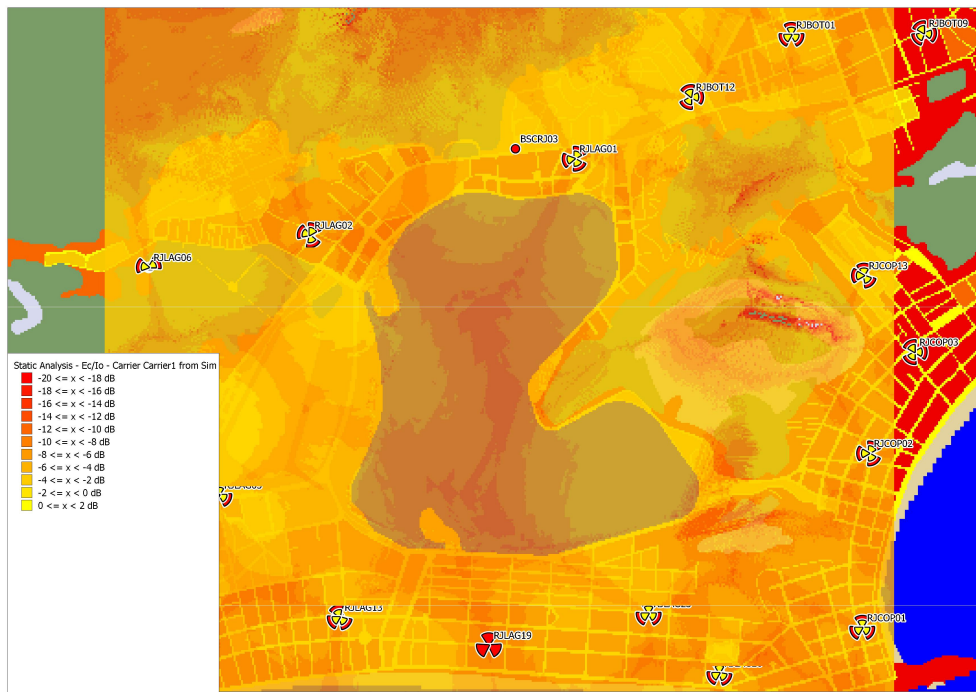 RJBOT01
RJBOT09
RJBOT12
BSCRJ03
RJLAG01
RJLAG02
RJLAG06
RJCOP13
RJCOP03
Static Analysis - Ec/Io - Carrier Carrier1 from Sim
-20 <= x < -18 dB
-18 <= x < -16 dB
-16 <= x < -14 dB
-14 <= x < -12 dB
-12 <= x < -10 dB
-10 <= x < -8 dB
-8 <= x < -6 dB
-6 <= x < -4 dB
-4 <= x < -2 dB
-2 <= x < 0 dB
0 <= x < 2 dB
RJCOP02
RJLAG13
RJCOP01
RJLAG19